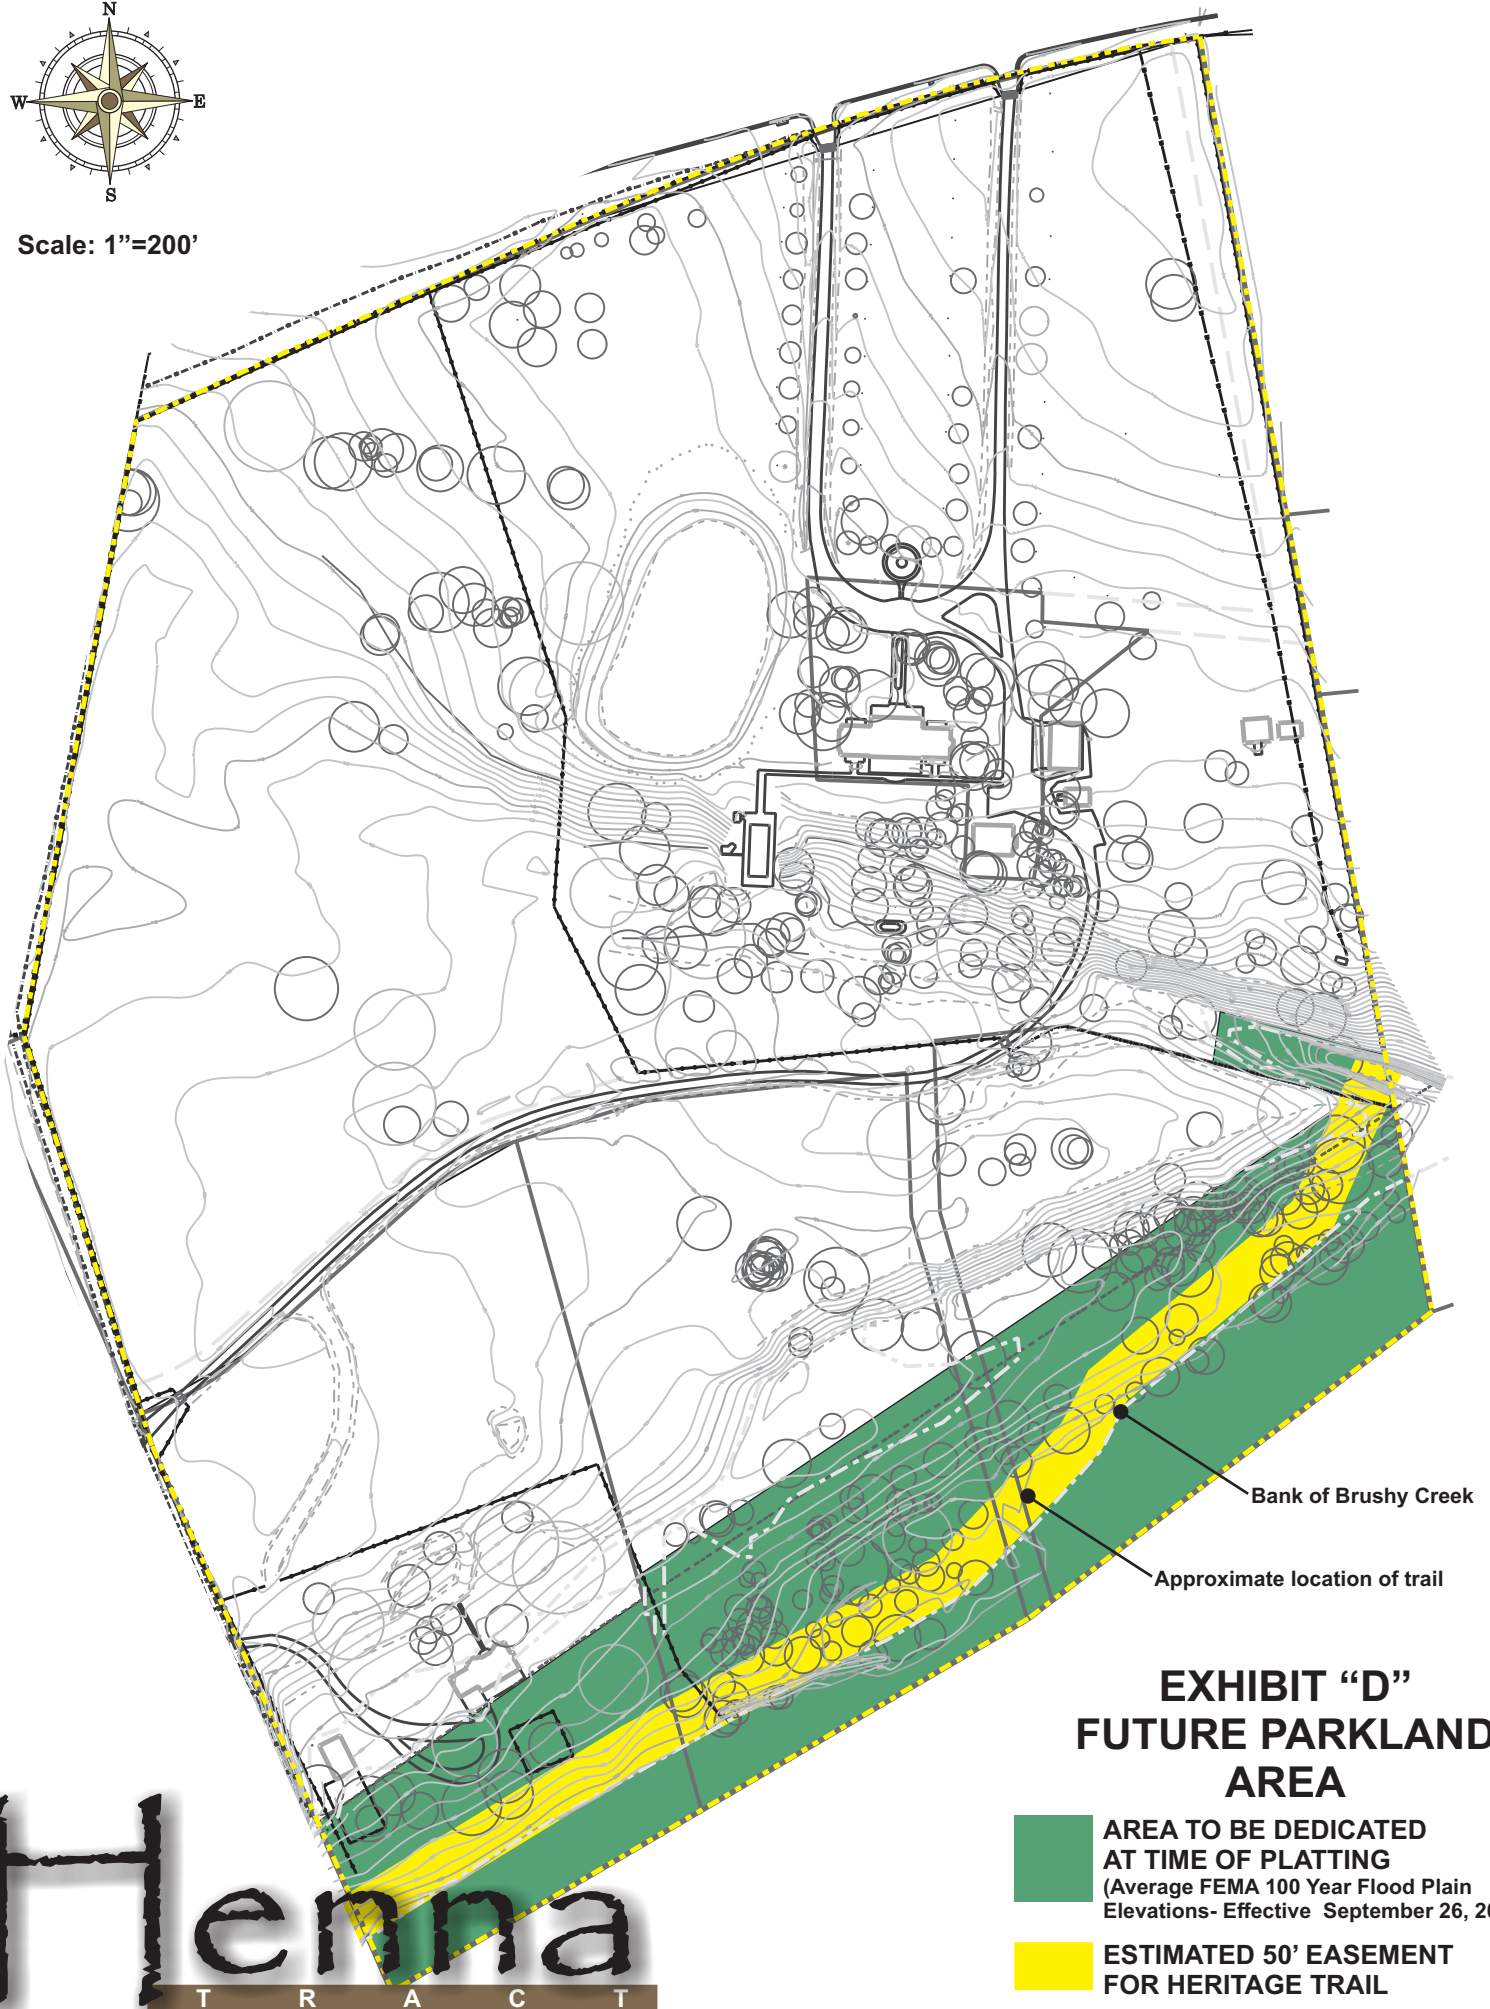 N
W E
S
Scale: 1”=200’
Bank of Brushy Creek
Approximate location of trail
EXHIBIT “D”
FUTURE PARKLAND
AREA
AREA TO BE DEDICATED
AT TIME OF PLATTING
(Average FEMA 100 Year Flood Plain
Elevations- Effective September 26,
ESTIMATED 50’ EASEMENT
FOR HERITAGE TRAIL
Henna
TRACT